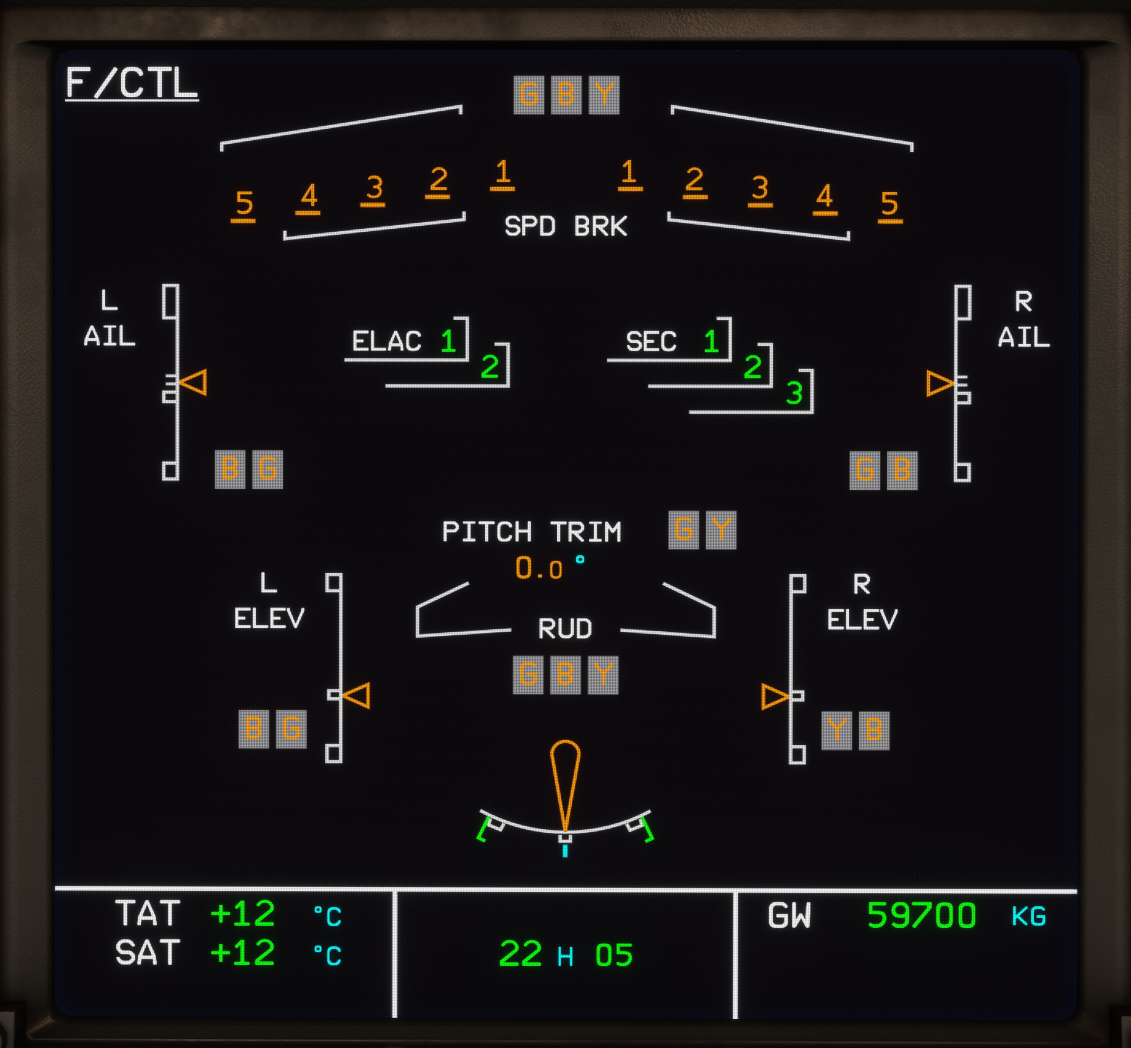 F/CTL
G B Y
5 4 3 2 1 1 2 3 4 5
SPD BRK
L AIL
R AIL
ELAC 1
2
SEC 1
2
3
B G
G B
PITCH TRIM G Y
0.0 °
L ELEV
R ELEV
RUD
G B Y
B G
Y B
TAT +12 °C
SAT +12 °C
22 H 05
GW 59700 KG